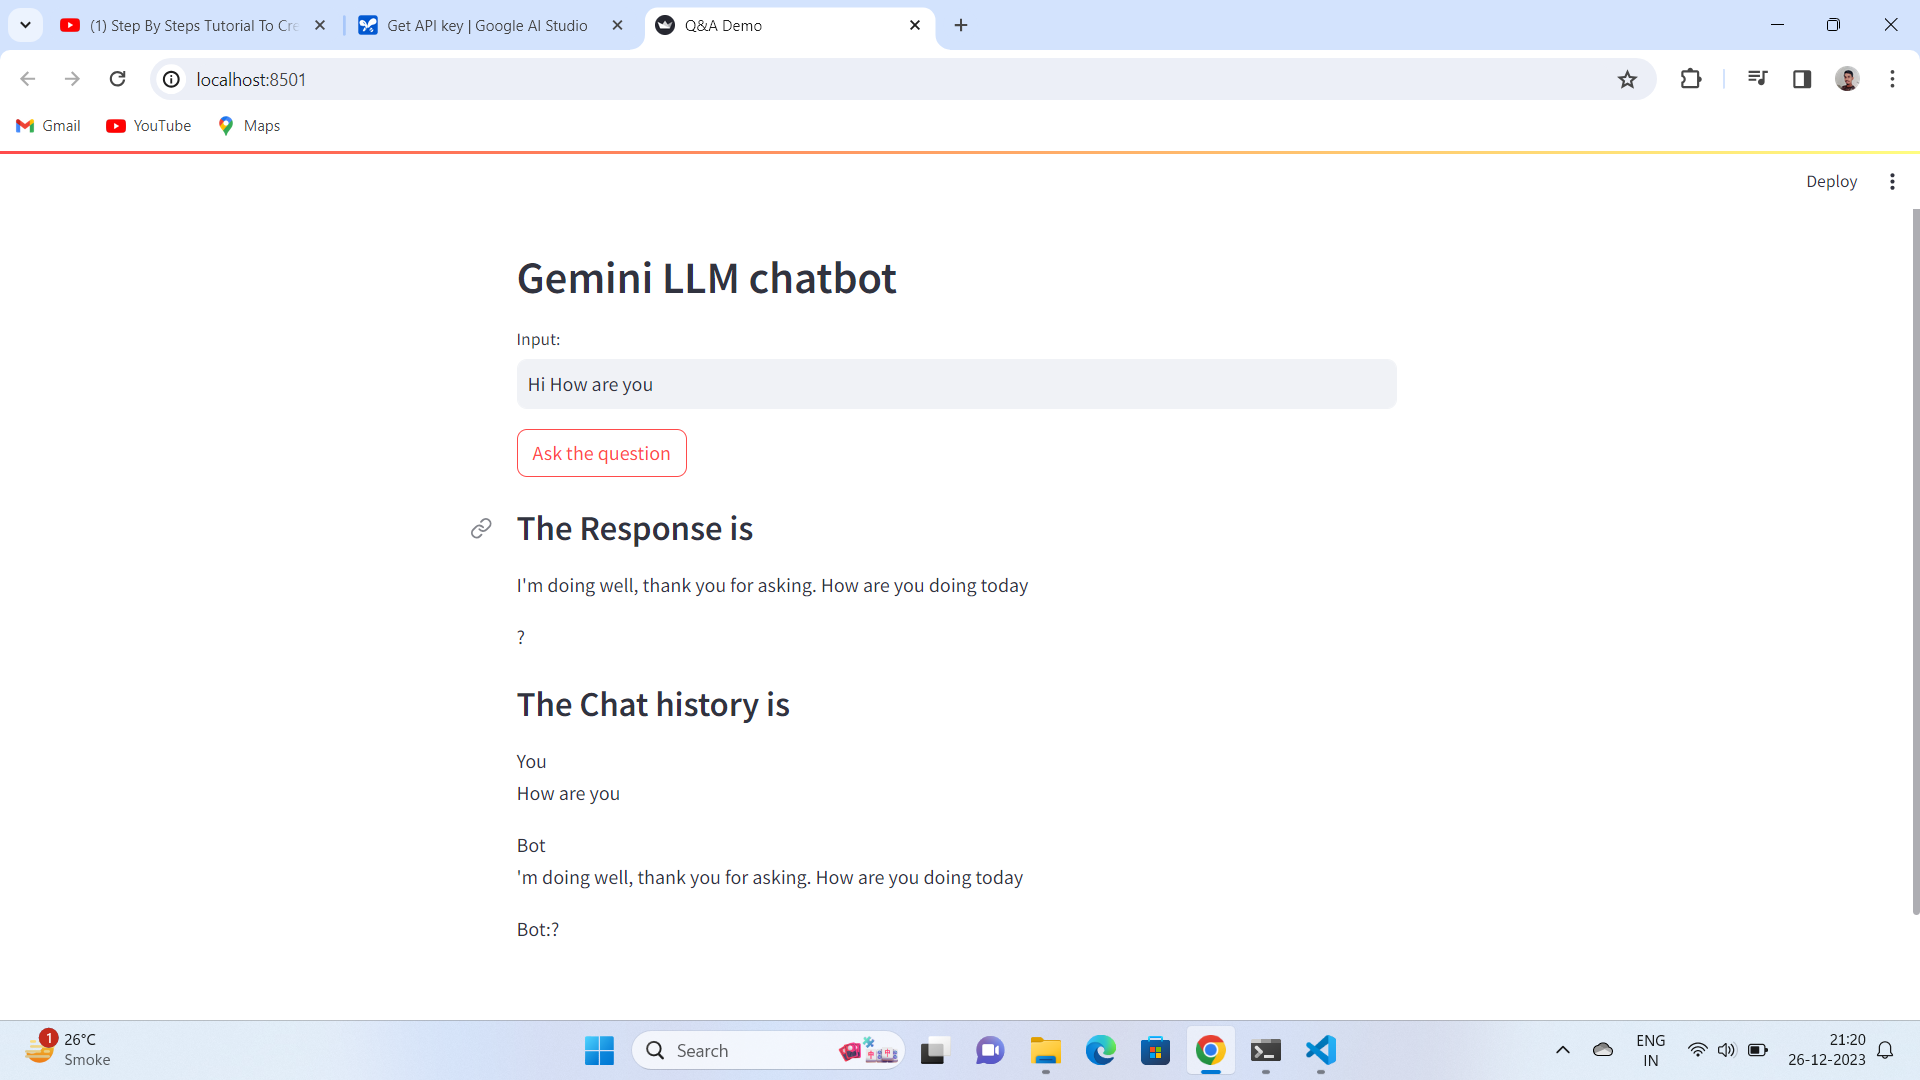 (1) Step By Steps Tutorial To Cre
Get API key | Google AI Studio
Q&A Demo
localhost:8501
Gmail
YouTube
Maps
Deploy
Gemini LLM chatbot
Input:
Hi How are you
Ask the question
The Response is
I'm doing well, thank you for asking. How are you doing today
?
The Chat history is
You
How are you
Bot
'm doing well, thank you for asking. How are you doing today
Bot:?
1
26°C
Smoke
Search
ENG
IN
21:20
26-12-2023